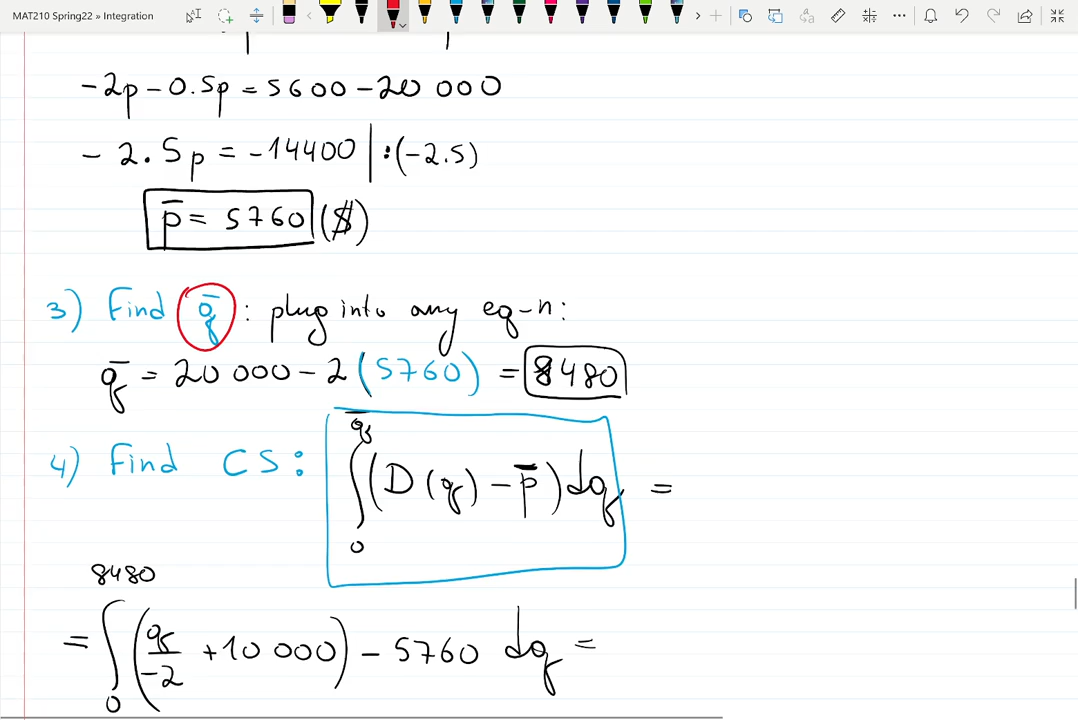 MAT210 Spring22 » Integration
-2p - 0.5p = 5600 - 20 000
- 2.5p = -14400 | :(-2.5)
p̄ = 5760 ($)
3) Find q̄ : plug into any eq-n:
q̄ = 20 000 - 2 (5760) = 8480
4) Find CS: ∫₀^q̄ (D(q) - p̄) dq =
= ∫₀^8480 (q/-2 + 10 000) - 5760 dq =